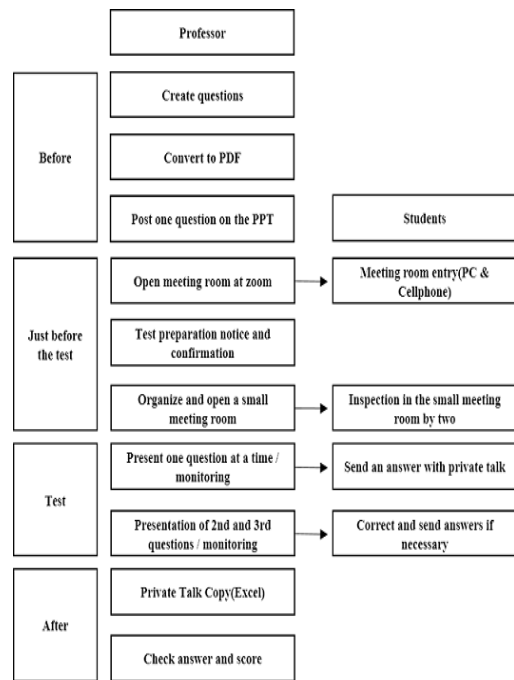 Professor
Before
Create questions
Convert to PDF
Post one question on the PPT
Students
Just before
the test
Open meeting room at zoom
Meeting room entry(PC &
Cellphone)
Test preparation notice and
confirmation
Organize and open a small
meeting room
Inspection in the small meeting
room by two
Test
Present one question at a time /
monitoring
Send an answer with private talk
Presentation of 2nd and 3rd
questions / monitoring
Correct and send answers if
necessary
After
Private Talk Copy(Excel)
Check answer and score